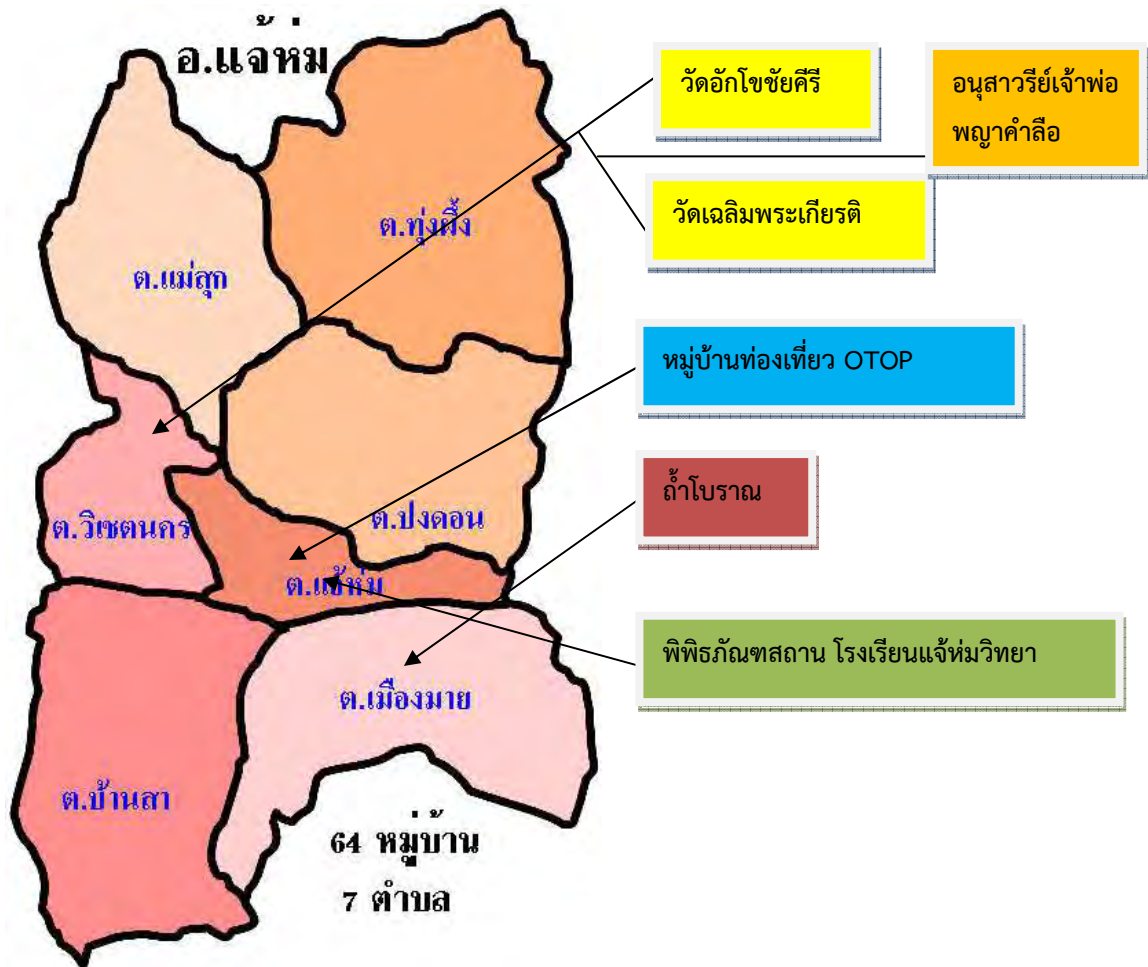 อ.แจ้ห่ม
วัดอักโขชัยคีรี
อนุสาวรีย์เจ้าพ่อ
พญาคำลือ
วัดเฉลิมพระเกียรติ
ต.ทุ่งผึ้ง
ต.แม่สุก
หมู่บ้านท่องเที่ยว OTOP
ถ้ำโบราณ
ต.ปงดอน
ต.วิเชตนคร
ต.แจ้ห่ม
พิพิธภัณฑสถาน โรงเรียนแจ้ห่มวิทยา
ต.เมืองมาย
ต.บ้านสา
64 หมู่บ้าน
7 ตำบล